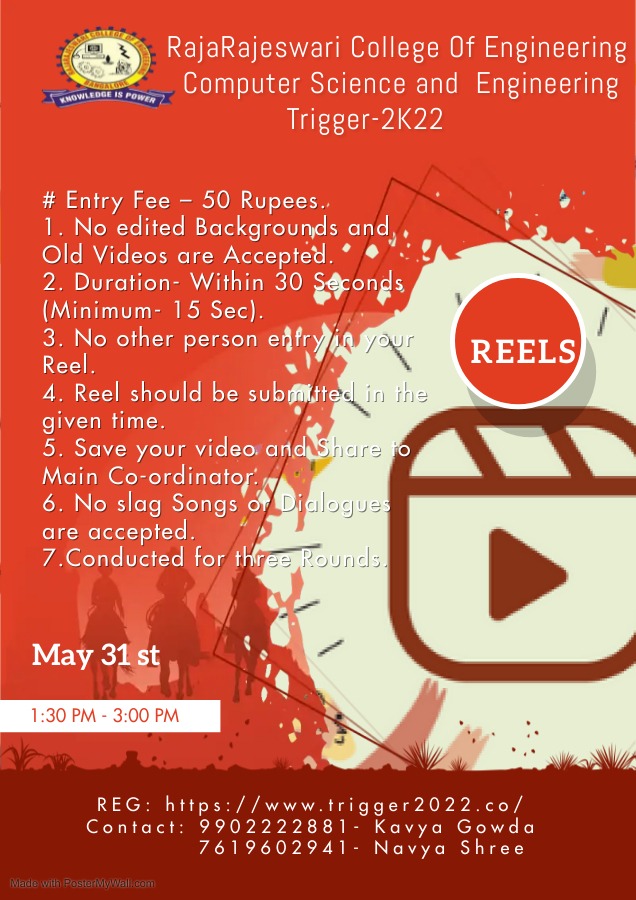 RajaRajeswari College Of Engineering
Computer Science and Engineering
Trigger-2K22
BANGALORE
KNOWLEDGE IS POWER
# Entry Fee – 50 Rupees.
1. No edited Backgrounds and
Old Videos are Accepted.
2. Duration- Within 30 Seconds
(Minimum- 15 Sec).
3. No other person entry in your
Reel.
4. Reel should be submitted in the
given time.
5. Save your video and Share to
Main Co-ordinator.
6. No slag Songs or Dialogues
are accepted.
7.Conducted for three Rounds.
REELS
May 31 st
1:30 PM - 3:00 PM
REG: https://www.trigger2022.co/
Contact: 9902222881- Kavya Gowda
7619602941- Navya Shree
Made with PosterMyWall.com